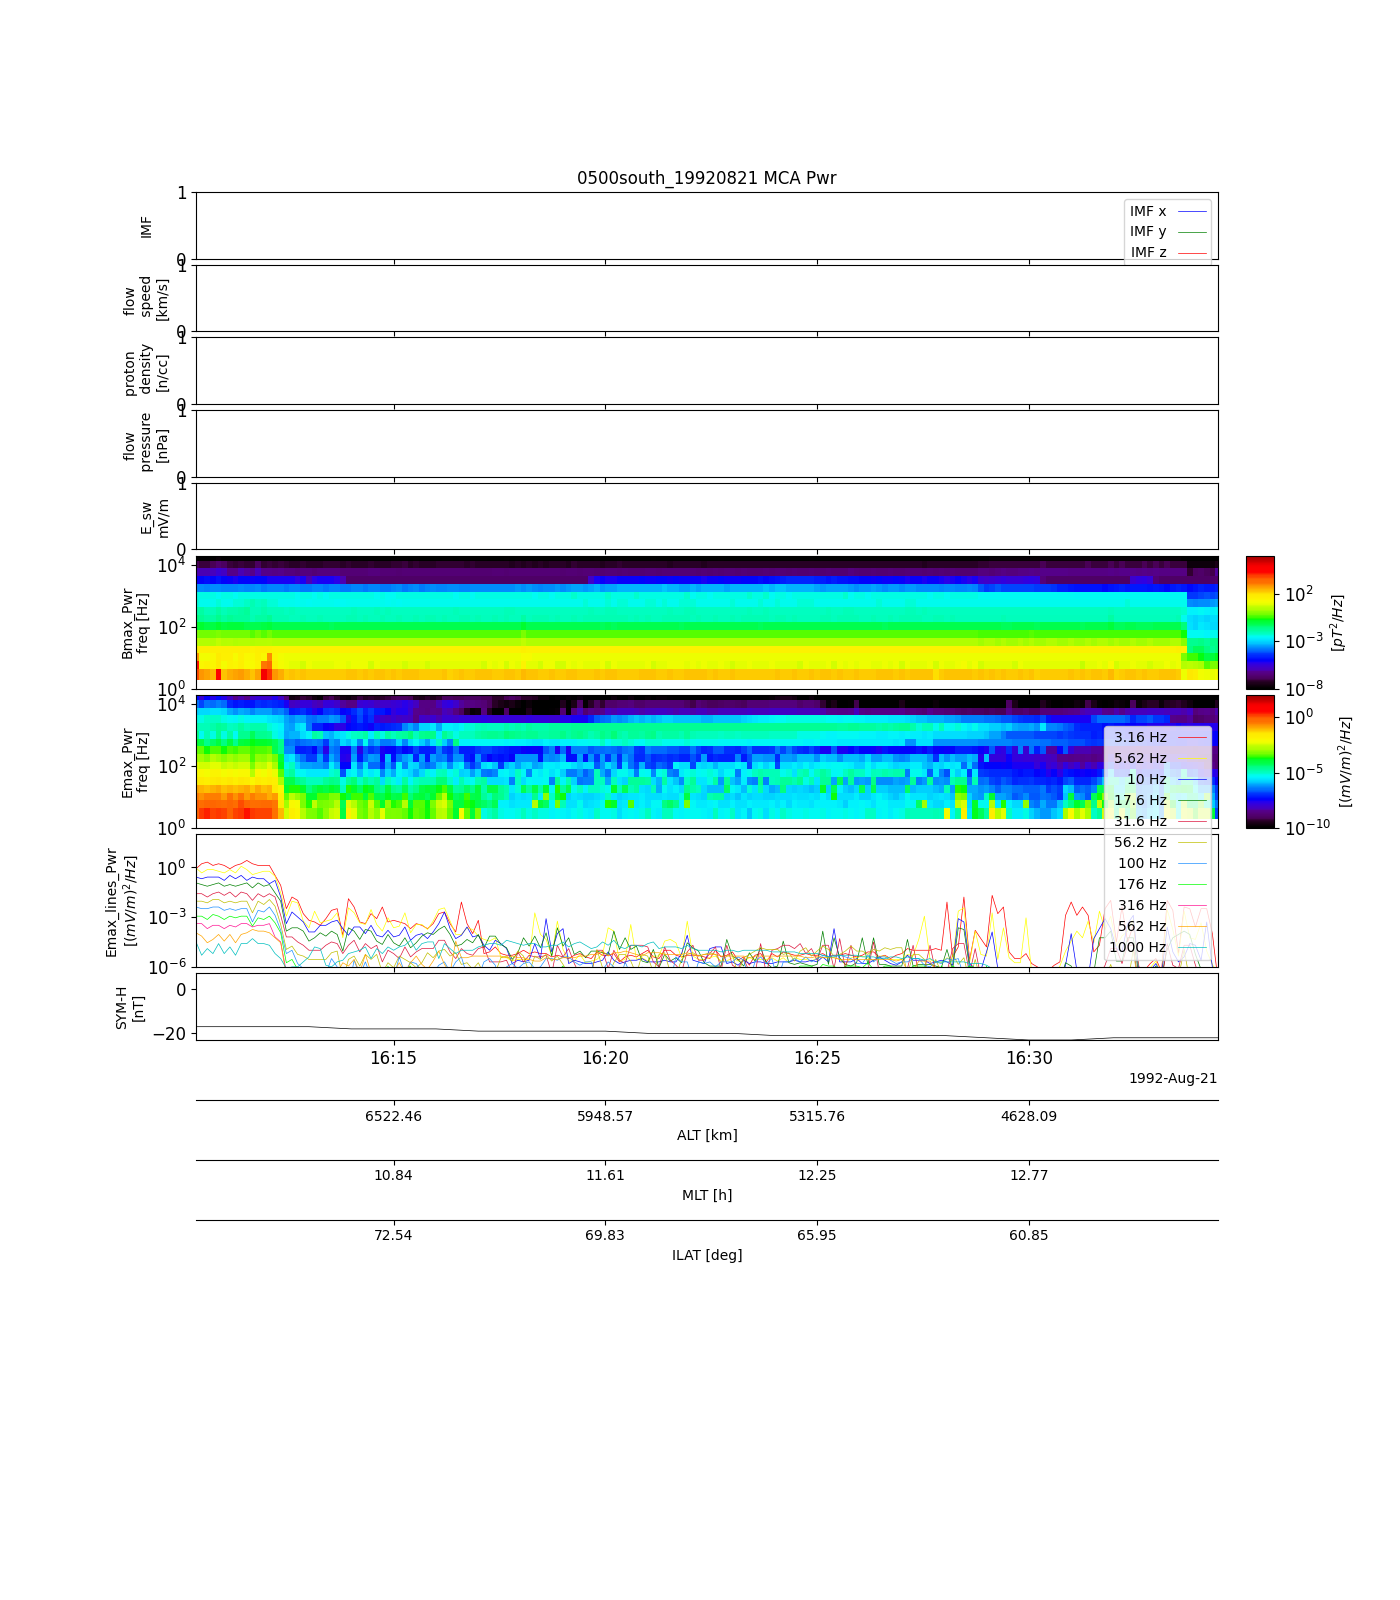 0500south_19920821 MCA Pwr
1
IMF
0
IMF x
IMF y
IMF z
1
flow
speed
[km/s]
0
1
proton
density
[n/cc]
0
1
flow
pressure
[nPa]
0
1
E_sw
mV/m
0
10^4
10^2
10^0
Bmax_Pwr
freq [Hz]
10^2
10^-3
10^-8
[pT^2/Hz]
10^4
10^2
10^0
Emax_Pwr
freq [Hz]
10^0
10^-5
10^-10
[(mV/m)^2/Hz]
3.16 Hz
5.62 Hz
10 Hz
17.6 Hz
31.6 Hz
56.2 Hz
100 Hz
176 Hz
316 Hz
562 Hz
1000 Hz
10^0
10^-3
10^-6
Emax_lines_Pwr
[(mV/m)^2/Hz]
0
−20
SYM-H
[nT]
16:15 16:20 16:25 16:30
1992-Aug-21
6522.46 5948.57 5315.76 4628.09
ALT [km]
10.84 11.61 12.25 12.77
MLT [h]
72.54 69.83 65.95 60.85
ILAT [deg]